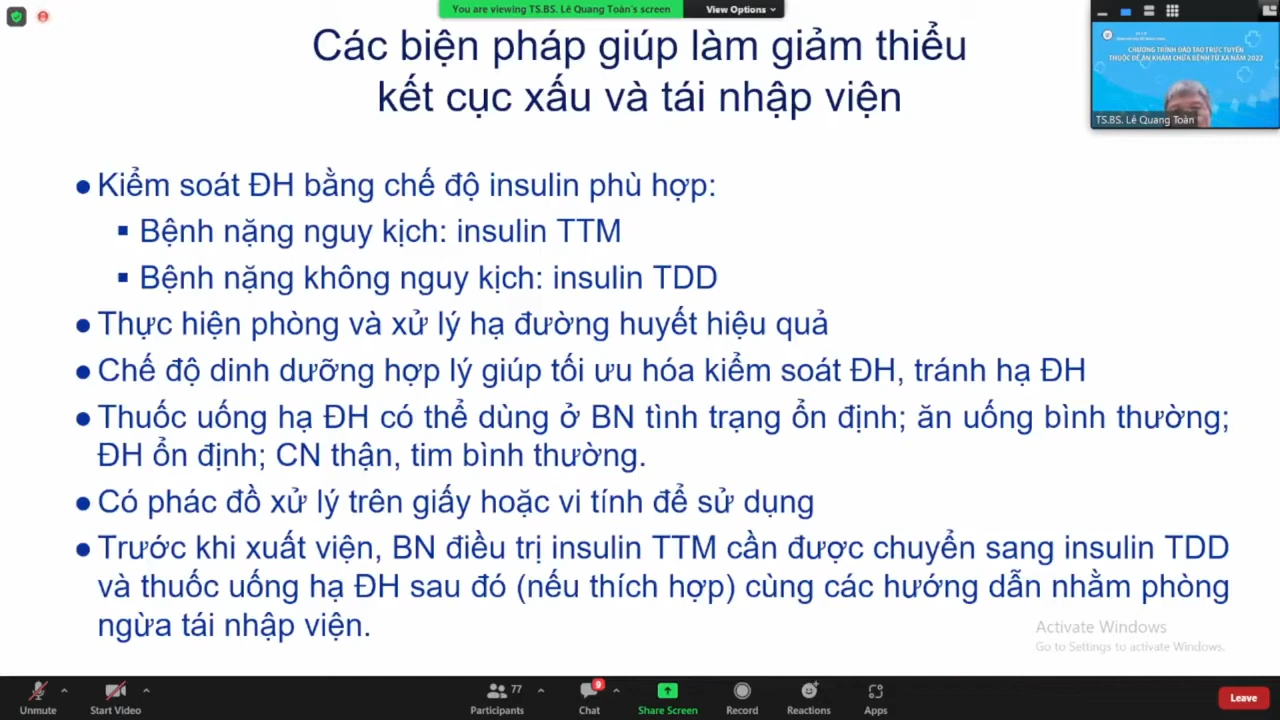 You are viewing TS.BS. Lê Quang Toàn's screen
View Options
Các biện pháp giúp làm giảm thiểu
kết cục xấu và tái nhập viện
CHƯƠNG TRÌNH ĐÀO TẠO TRỰC TUYẾN
THUỘC ĐỀ ÁN KHÁM CHỮA BỆNH TỪ XA NĂM 2022
TS.BS. Lê Quang Toàn
● Kiểm soát ĐH bằng chế độ insulin phù hợp:
▪ Bệnh nặng nguy kịch: insulin TTM
▪ Bệnh nặng không nguy kịch: insulin TDD
● Thực hiện phòng và xử lý hạ đường huyết hiệu quả
● Chế độ dinh dưỡng hợp lý giúp tối ưu hóa kiểm soát ĐH, tránh hạ ĐH
● Thuốc uống hạ ĐH có thể dùng ở BN tình trạng ổn định; ăn uống bình thường;
ĐH ổn định; CN thận, tim bình thường.
● Có phác đồ xử lý trên giấy hoặc vi tính để sử dụng
● Trước khi xuất viện, BN điều trị insulin TTM cần được chuyển sang insulin TDD
và thuốc uống hạ ĐH sau đó (nếu thích hợp) cùng các hướng dẫn nhằm phòng
ngừa tái nhập viện.
Activate Windows
Go to Settings to activate Windows.
Unmute
Start Video
77
Participants
9
Chat
Share Screen
Record
Reactions
Apps
Leave